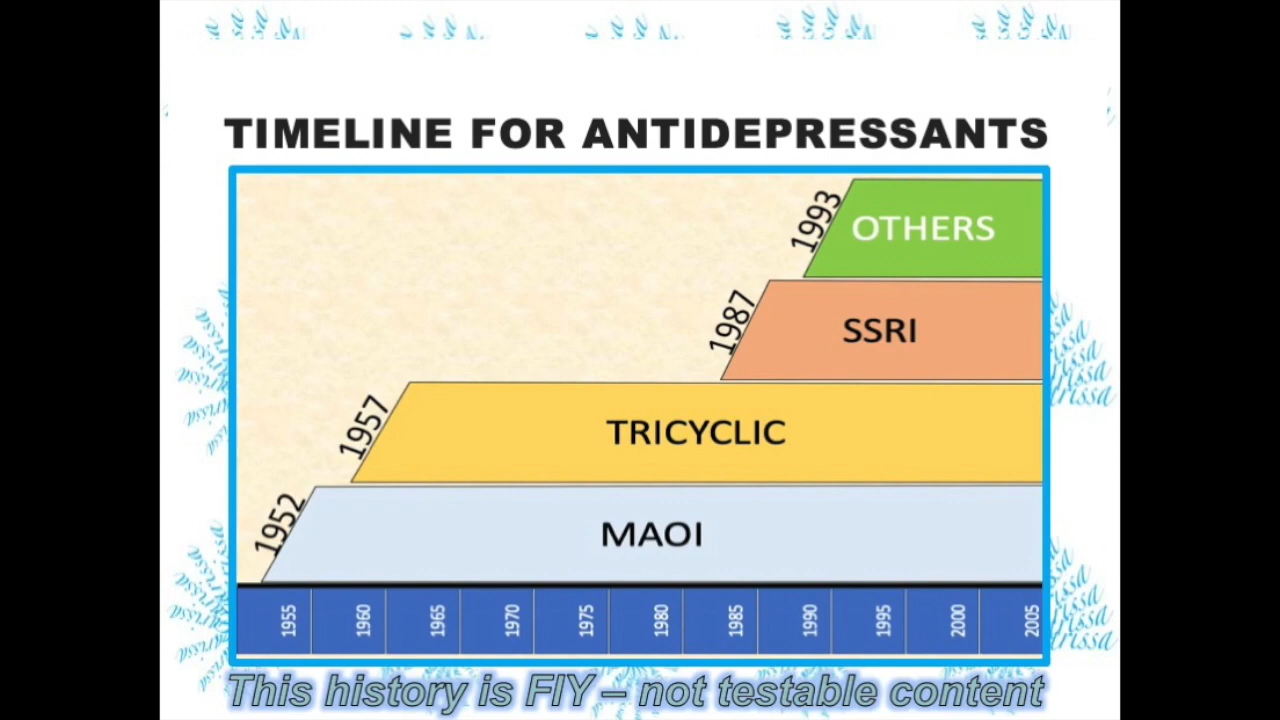 TIMELINE FOR ANTIDEPRESSANTS
1993
OTHERS
1987
SSRI
1957
TRICYCLIC
1952
MAOI
1955 1960 1965 1970 1975 1980 1985 1990 1995 2000 2005
This history is FIY – not testable content